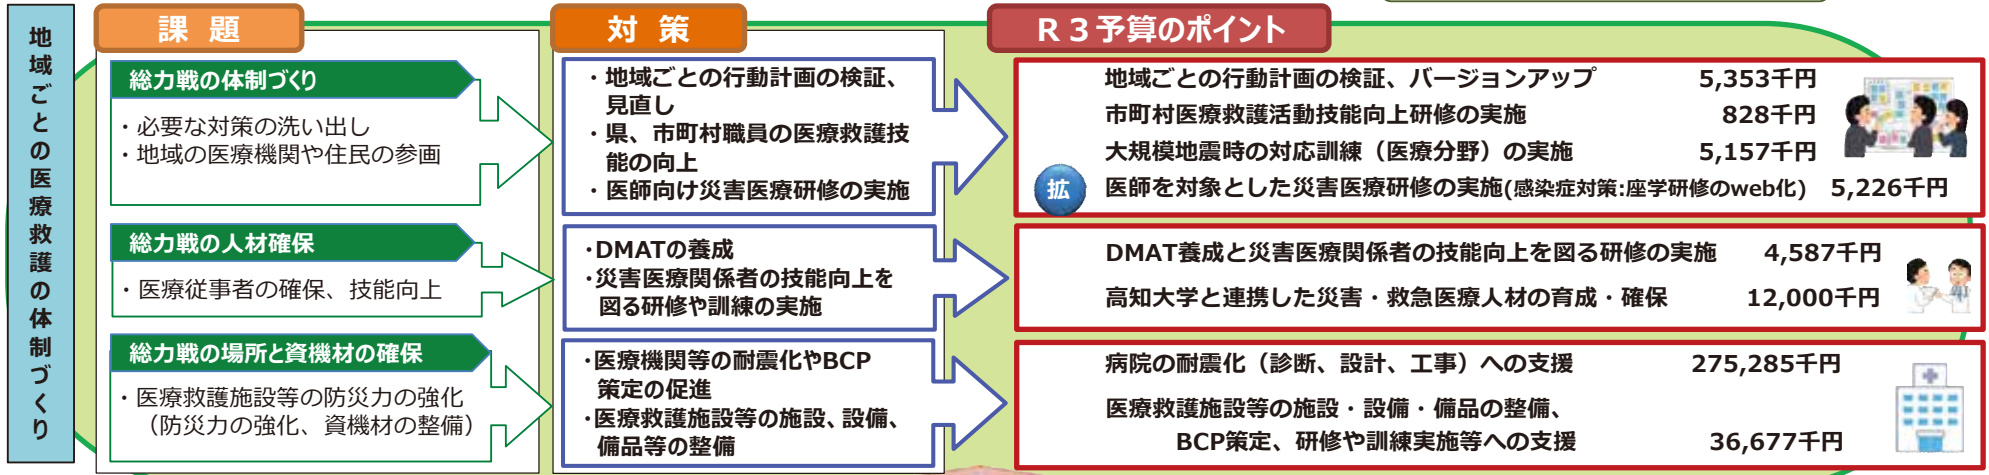 地域ごとの医療救護の体制づくり
課題
対策
R3予算のポイント
総力戦の体制づくり
・必要な対策の洗い出し
・地域の医療機関や住民の参画
・地域ごとの行動計画の検証、
見直し
・県、市町村職員の医療救護技
能の向上
・医師向け災害医療研修の実施
地域ごとの行動計画の検証、バージョンアップ 5,353千円
市町村医療救護活動技能向上研修の実施 828千円
大規模地震時の対応訓練（医療分野）の実施 5,157千円
拡 医師を対象とした災害医療研修の実施(感染症対策:座学研修のweb化) 5,226千円
総力戦の人材確保
・医療従事者の確保、技能向上
・DMATの養成
・災害医療関係者の技能向上を
図る研修や訓練の実施
DMAT養成と災害医療関係者の技能向上を図る研修の実施 4,587千円
高知大学と連携した災害・救急医療人材の育成・確保 12,000千円
総力戦の場所と資機材の確保
・医療救護施設等の防災力の強化
（防災力の強化、資機材の整備）
・医療機関等の耐震化やBCP
策定の促進
・医療救護施設等の施設、設備、
備品等の整備
病院の耐震化（診断、設計、工事）への支援 275,285千円
医療救護施設等の施設・設備・備品の整備、
BCP策定、研修や訓練実施等への支援 36,677千円